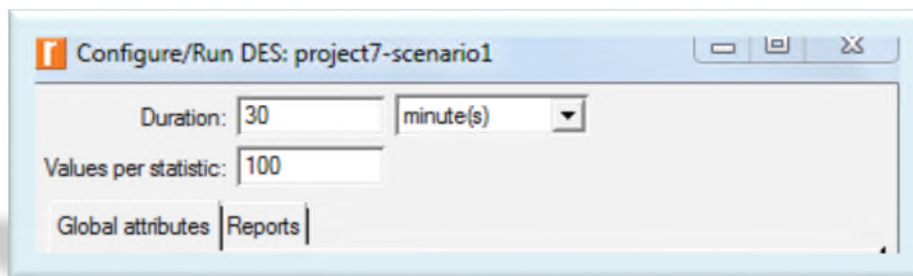 Configure/Run DES: project7-scenario1
Duration: 30 minute(s)
Values per statistic: 100
Global attributes Reports